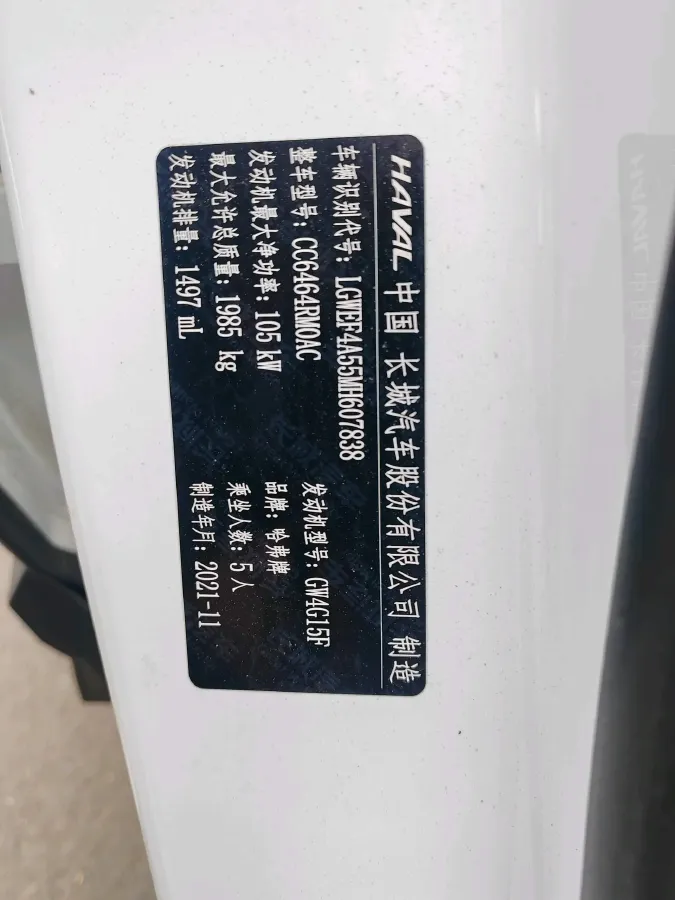 HAVAL 中国 长城汽车股份有限公司 制造
车辆识别代号: LGWEF4A55MH607838
整车型号: CC6464RM0AC 发动机型号: GW4G15F
发动机最大净功率: 105 kW 品牌: 哈弗牌
最大允许总质量: 1985 kg 乘坐人数: 5 人
发动机排量: 1497 mL 制造年月: 2021-11